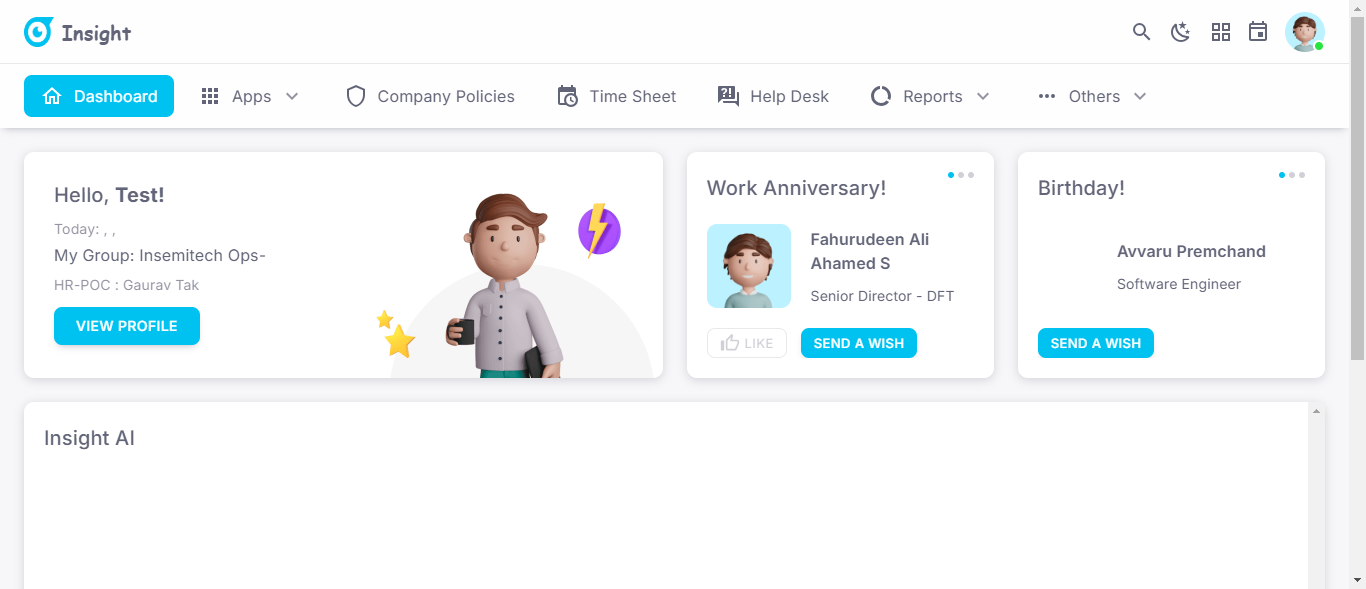 Insight
Dashboard
Apps
Company Policies
Time Sheet
Help Desk
Reports
Others
Hello, Test!
Today: , ,
My Group: Insemitech Ops-
HR-POC : Gaurav Tak
VIEW PROFILE
Work Anniversary!
Fahurudeen Ali
Ahamed S
Senior Director - DFT
LIKE
SEND A WISH
Birthday!
Avvaru Premchand
Software Engineer
SEND A WISH
Insight AI